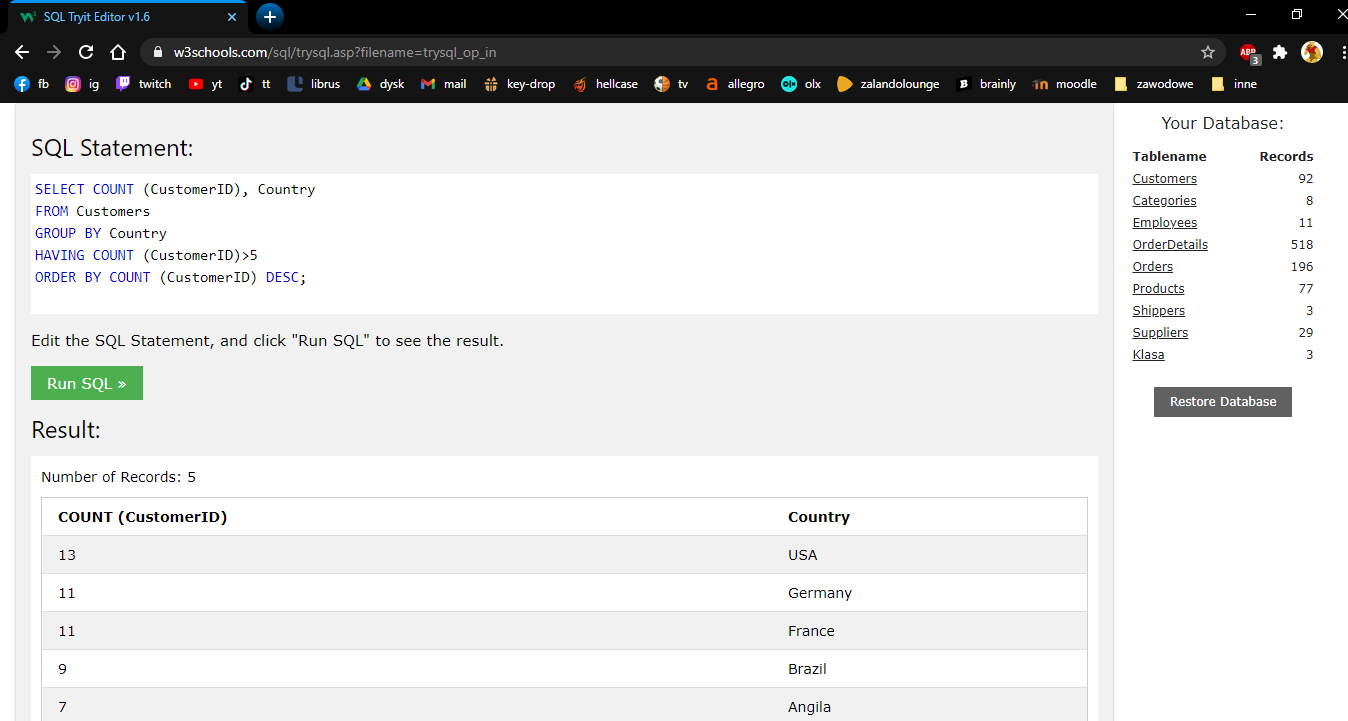 SQL Tryit Editor v1.6
w3schools.com/sql/trysql.asp?filename=trysql_op_in
ABP 3
fb ig twitch yt tt librus dysk mail key-drop hellcase tv allegro olx zalandolounge brainly moodle zawodowe inne
SQL Statement:
SELECT COUNT (CustomerID), Country
FROM Customers
GROUP BY Country
HAVING COUNT (CustomerID)>5
ORDER BY COUNT (CustomerID) DESC;
Edit the SQL Statement, and click "Run SQL" to see the result.
Run SQL »
Result:
Number of Records: 5
COUNT (CustomerID) Country
13 USA
11 Germany
11 France
9 Brazil
7 Angila
Your Database:
Tablename Records
Customers 92
Categories 8
Employees 11
OrderDetails 518
Orders 196
Products 77
Shippers 3
Suppliers 29
Klasa 3
Restore Database